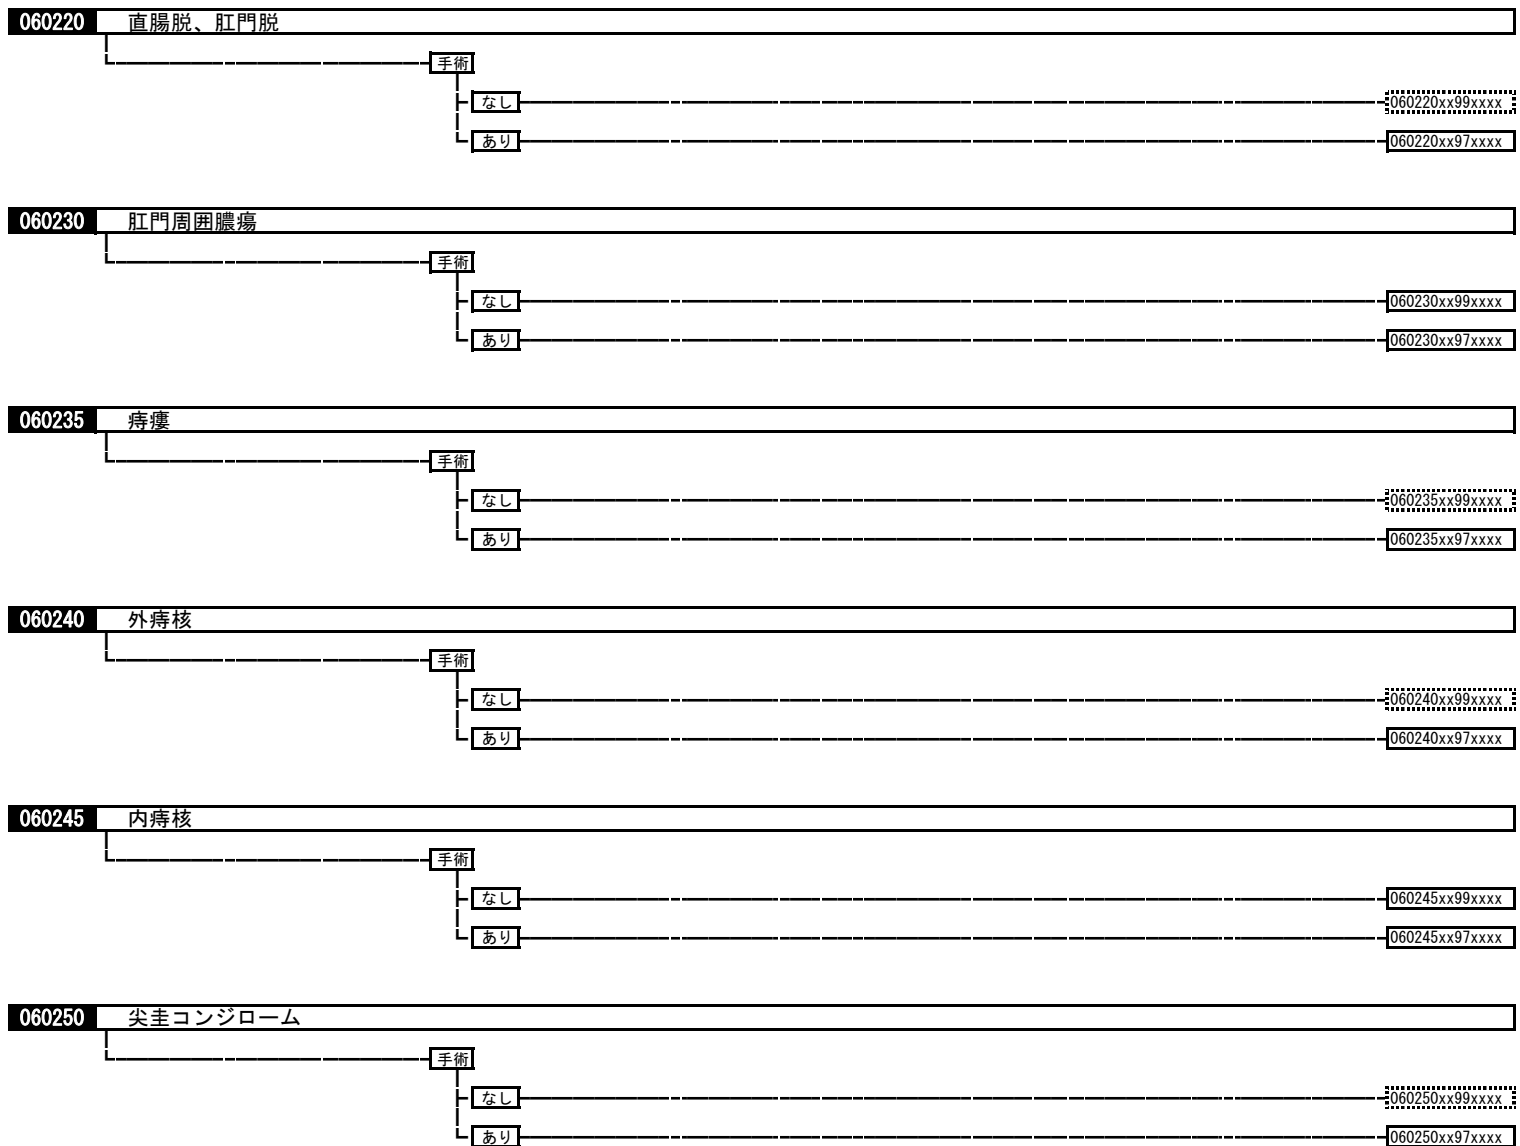 060220 直腸脱、肛門脱
手術
なし 060220xx99xxxx
あり 060220xx97xxxx
060230 肛門周囲膿瘍
手術
なし 060230xx99xxxx
あり 060230xx97xxxx
060235 痔瘻
手術
なし 060235xx99xxxx
あり 060235xx97xxxx
060240 外痔核
手術
なし 060240xx99xxxx
あり 060240xx97xxxx
060245 内痔核
手術
なし 060245xx99xxxx
あり 060245xx97xxxx
060250 尖圭コンジローム
手術
なし 060250xx99xxxx
あり 060250xx97xxxx